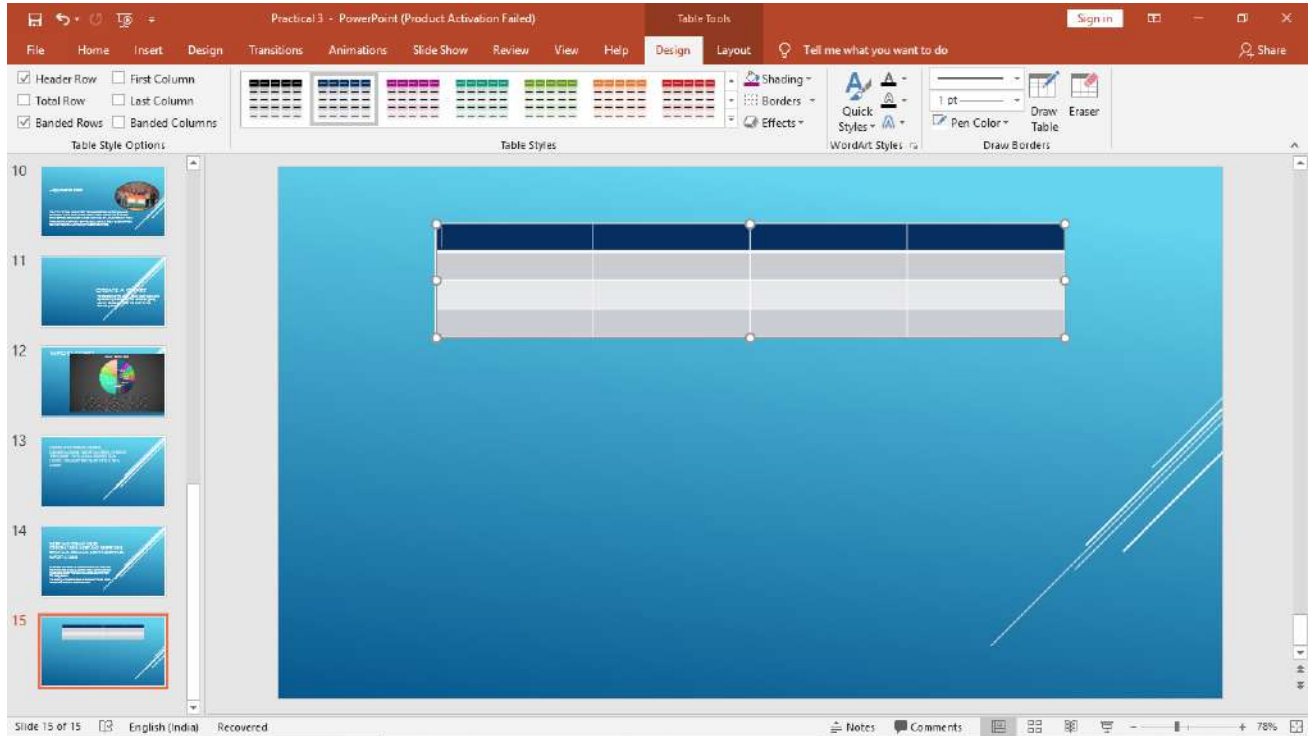 Practical 3 - PowerPoint (Product Activation Failed)
Table Tools
Sign in
File Home Insert Design Transitions Animations Slide Show Review View Help Design Layout Tell me what you want to do Share
Header Row First Column
Total Row Last Column
Banded Rows Banded Columns
Table Style Options
Table Styles
Shading
Borders
Effects
Quick Styles
WordArt Styles
1 pt
Pen Color
Draw Table
Eraser
Draw Borders
10
11
CREATE A CHART
12
13
14
15
Slide 15 of 15 English (India) Recovered Notes Comments 78%